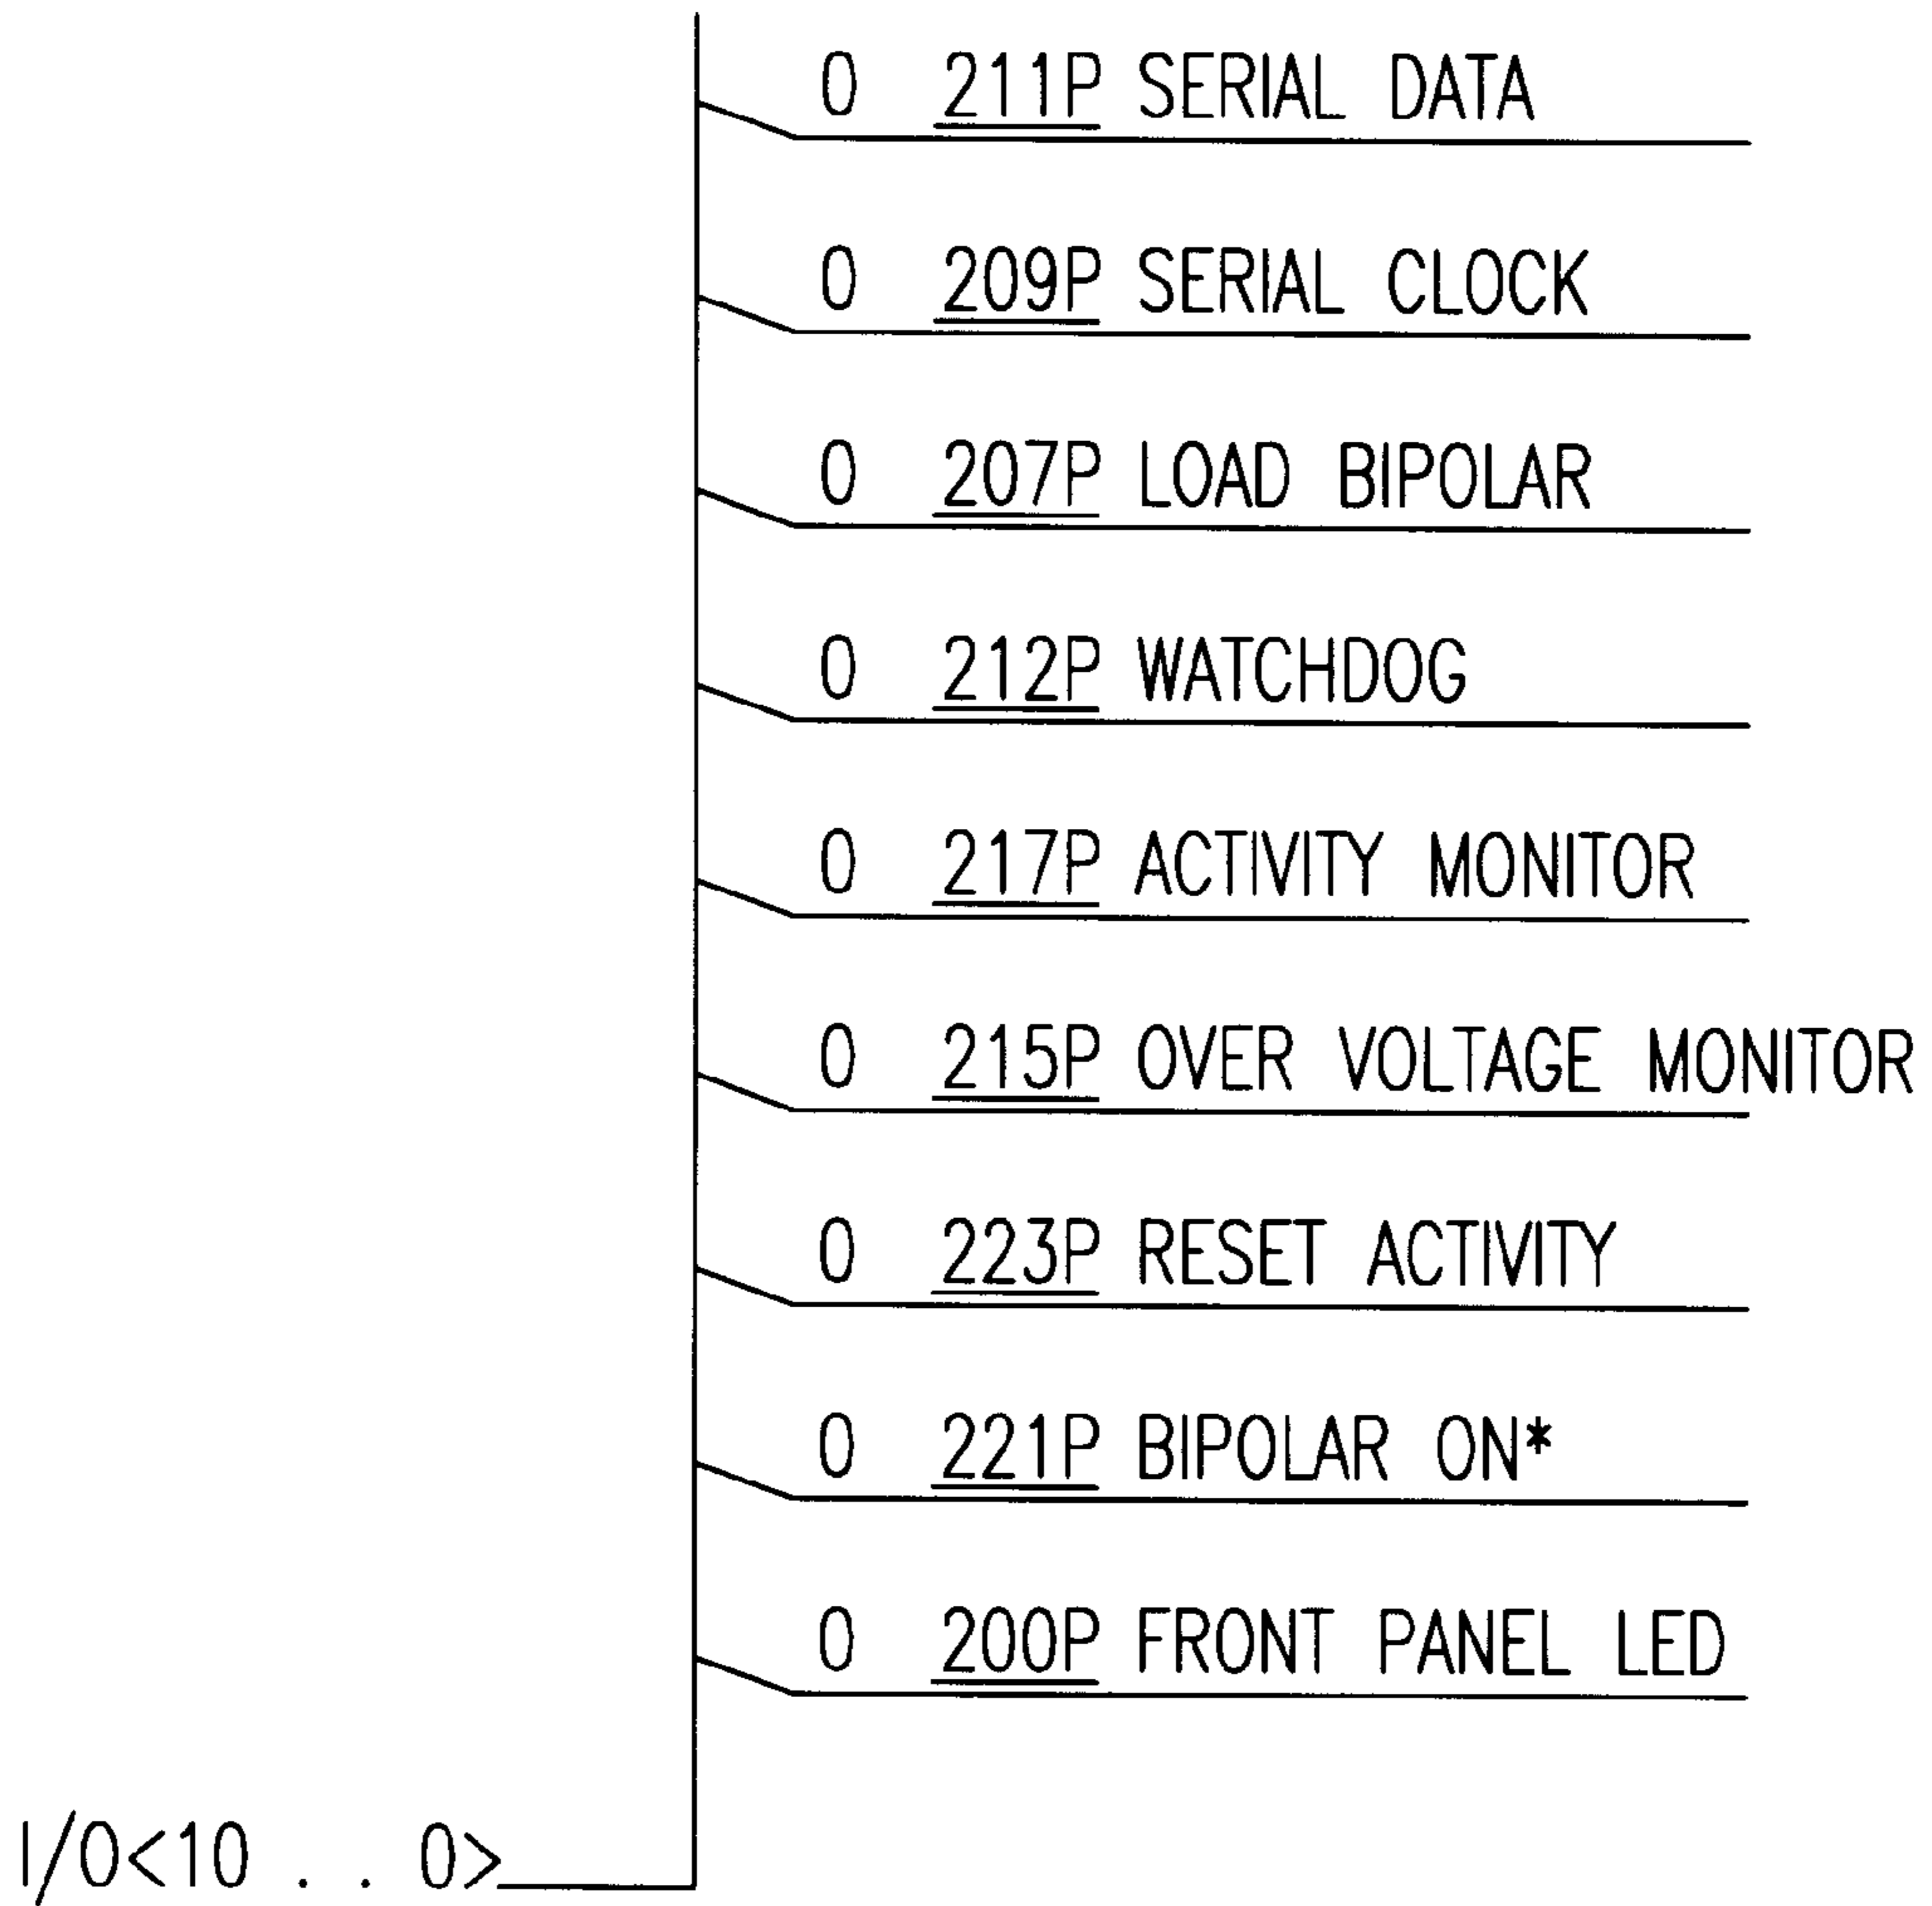 0 211P SERIAL DATA
0 209P SERIAL CLOCK
0 207P LOAD BIPOLAR
0 212P WATCHDOG
0 217P ACTIVITY MONITOR
0 215P OVER VOLTAGE MONITOR
0 223P RESET ACTIVITY
0 221P BIPOLAR ON*
0 200P FRONT PANEL LED
I/O<10 . . 0>